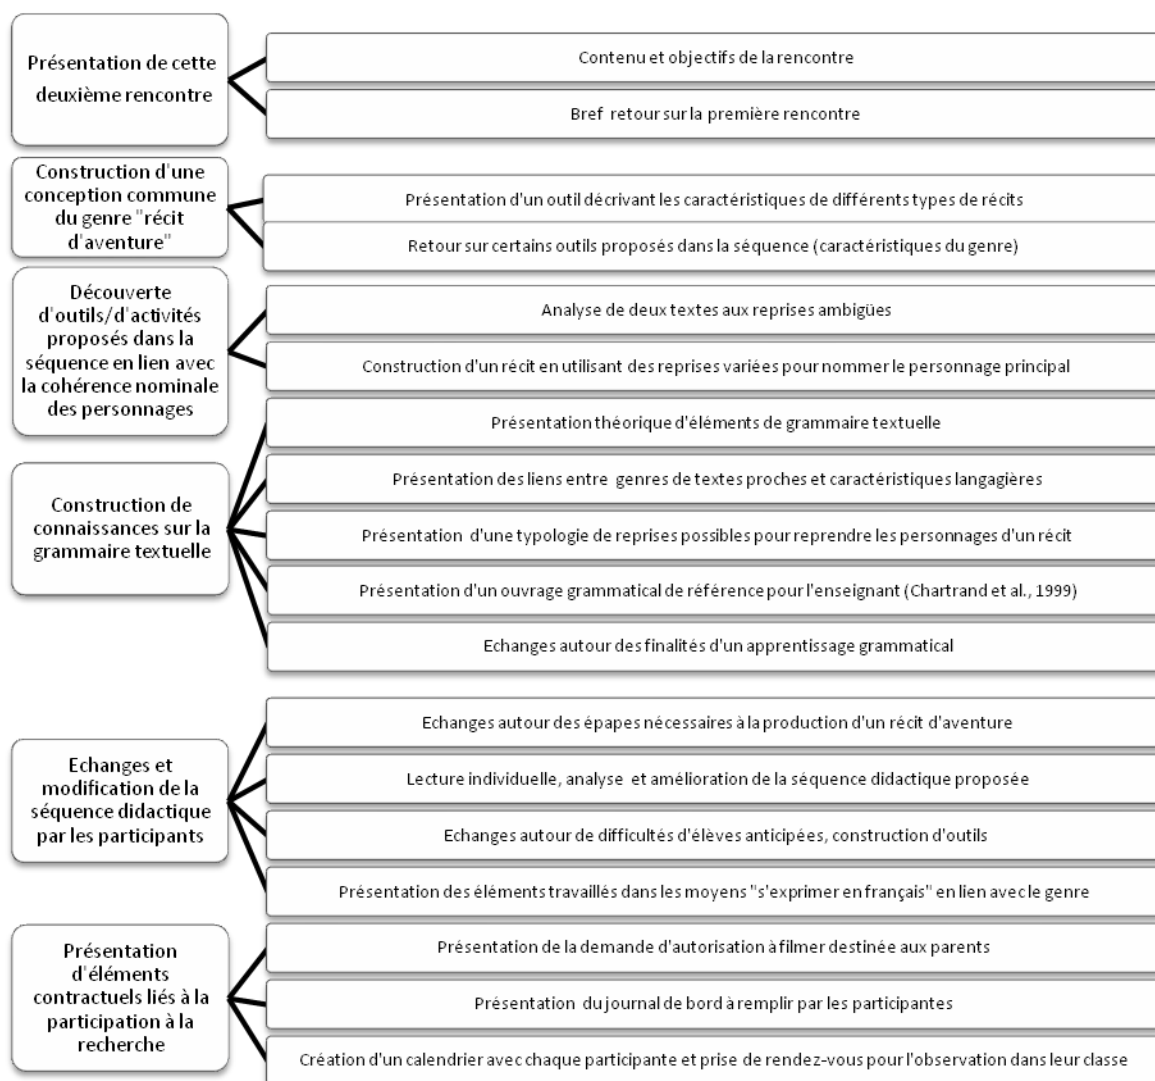 Présentation de cette
deuxième rencontre
Contenu et objectifs de la rencontre
Bref retour sur la première rencontre
Construction d'une
conception commune
du genre "récit
d'aventure"
Présentation d'un outil décrivant les caractéristiques de différents types de récits
Retour sur certains outils proposés dans la séquence (caractéristiques du genre)
Découverte
d'outils/d'activités
proposés dans la
séquence en lien avec
la cohérence nominale
des personnages
Analyse de deux textes aux reprises ambigües
Construction d'un récit en utilisant des reprises variées pour nommer le personnage principal
Construction de
connaissances sur la
grammaire textuelle
Présentation théorique d'éléments de grammaire textuelle
Présentation des liens entre genres de textes proches et caractéristiques langagières
Présentation d'une typologie de reprises possibles pour reprendre les personnages d'un récit
Présentation d'un ouvrage grammatical de référence pour l'enseignant (Chartrand et al., 1999)
Echanges autour des finalités d'un apprentissage grammatical
Echanges et
modification de la
séquence didactique
par les participants
Echanges autour des épapes nécessaires à la production d'un récit d'aventure
Lecture individuelle, analyse et amélioration de la séquence didactique proposée
Echanges autour de difficultés d'élèves anticipées, construction d'outils
Présentation des éléments travaillés dans les moyens "s'exprimer en français" en lien avec le genre
Présentation
d'éléments
contractuels liés à la
participation à la
recherche
Présentation de la demande d'autorisation à filmer destinée aux parents
Présentation du journal de bord à remplir par les participantes
Création d'un calendrier avec chaque participante et prise de rendez-vous pour l'observation dans leur classe